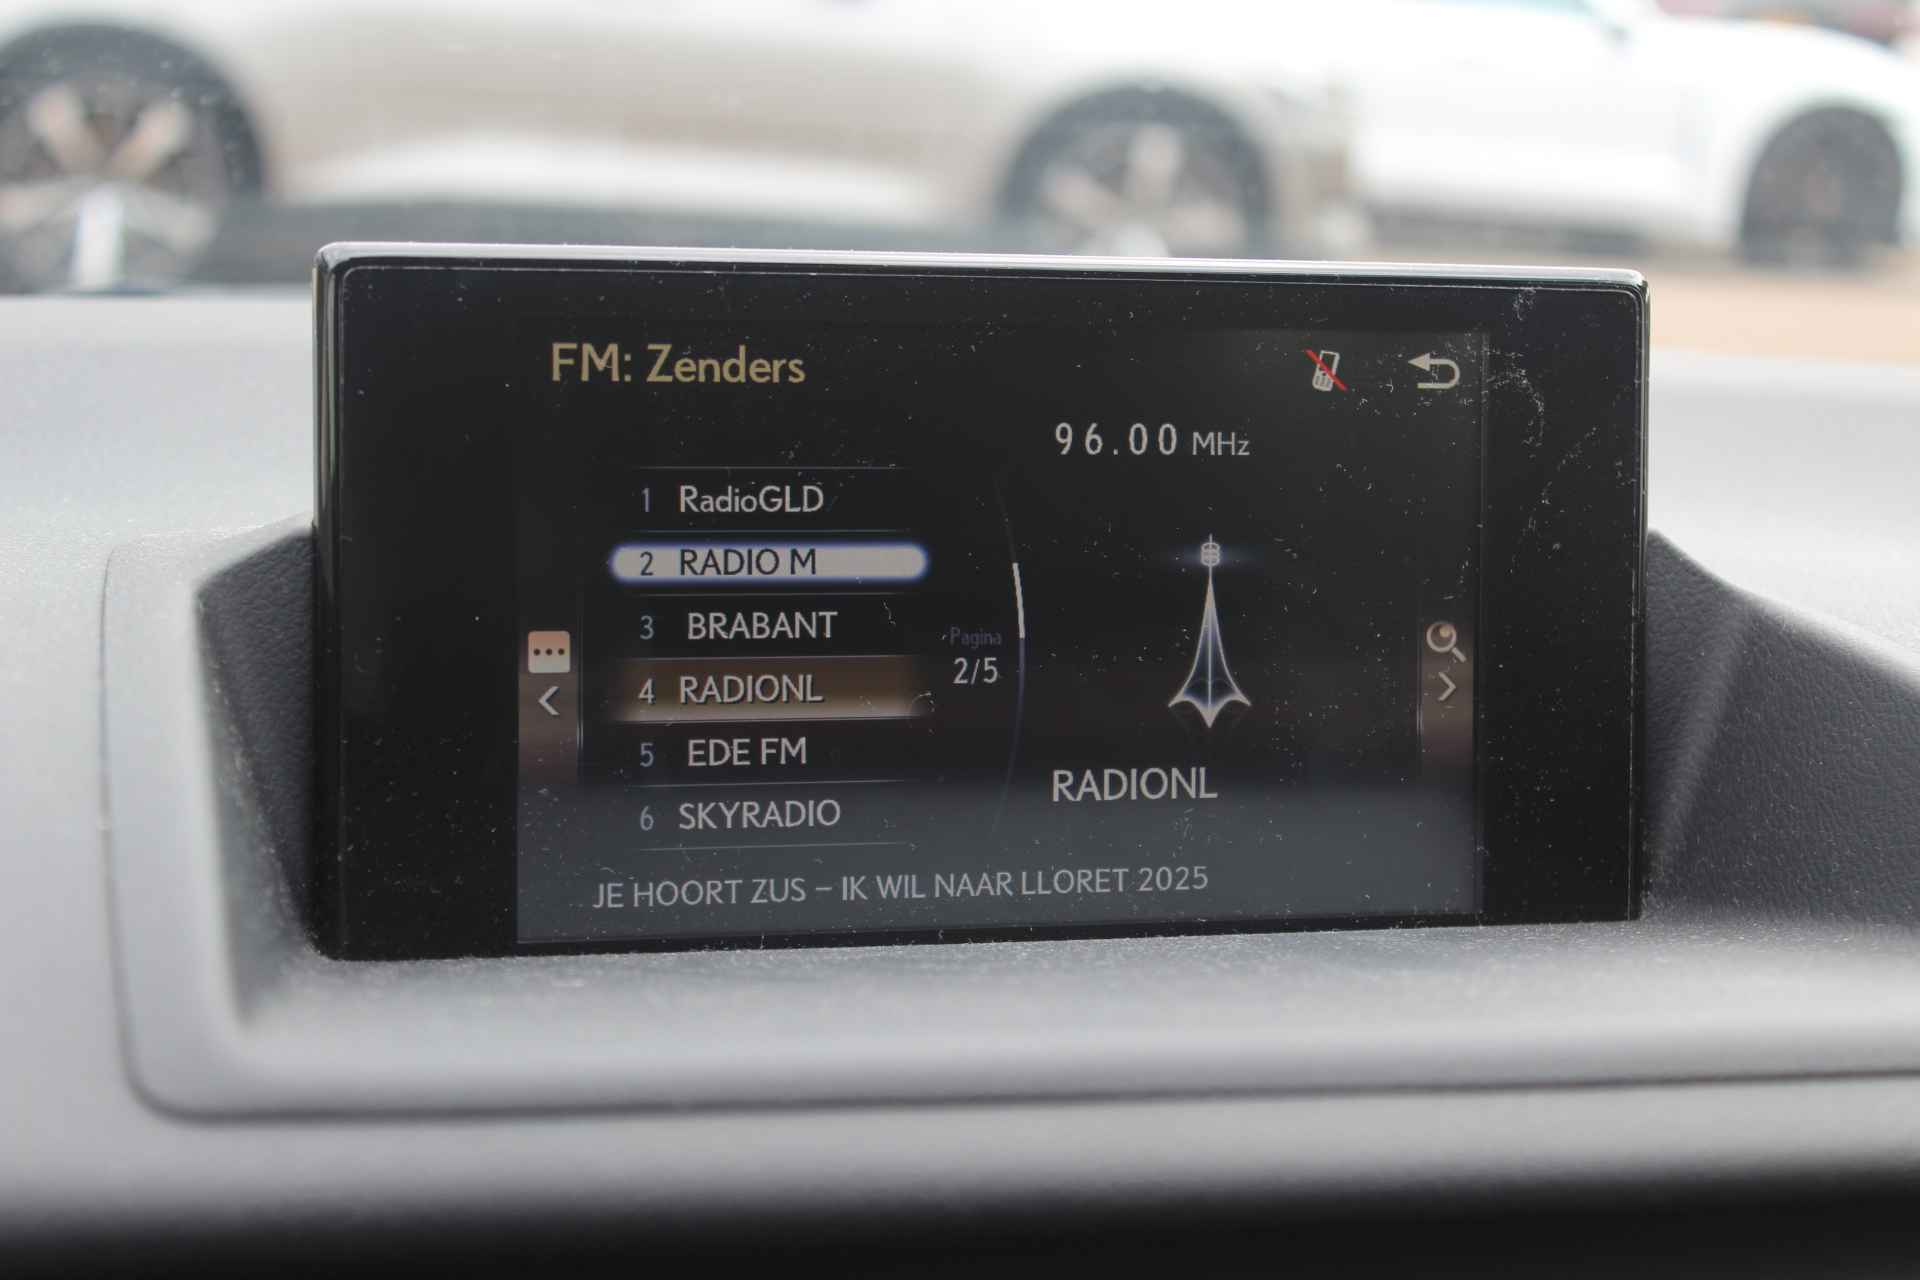 FM: Zenders
96.00 MHz
1 RadioGLD
2 RADIO M
3 BRABANT
4 RADIONL
5 EDE FM
6 SKYRADIO
Pagina
2/5
RADIONL
JE HOORT ZUS – IK WIL NAAR LLORET 2025